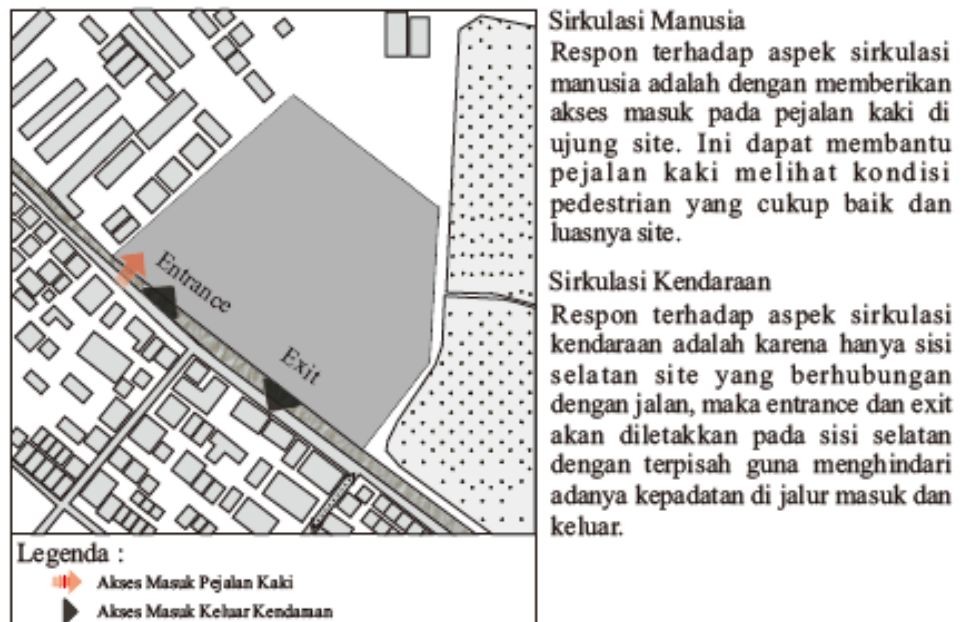 Sirkulasi Manusia
Respon terhadap aspek sirkulasi
manusia adalah dengan memberikan
akses masuk pada pejalan kaki di
ujung site. Ini dapat membantu
pejalan kaki melihat kondisi
pedestrian yang cukup baik dan
luasnya site.
Sirkulasi Kendaraan
Respon terhadap aspek sirkulasi
kendaraan adalah karena hanya sisi
selatan site yang berhubungan
dengan jalan, maka entrance dan exit
akan diletakkan pada sisi selatan
dengan terpisah guna menghindari
adanya kepadatan di jalur masuk dan
keluar.
Entrance
Exit
Legenda :
Akses Masuk Pejalan Kaki
Akses Masuk Keluar Kendaman